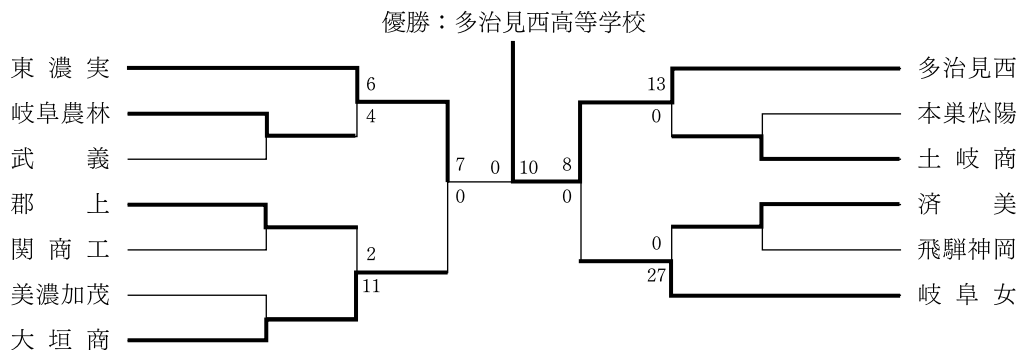 優勝：多治見西高等学校
東濃実
岐阜農林
武義
郡上
関商工
美濃加茂
大垣商
6
4
2
11
7
0
0
10
8
0
13
0
0
27
多治見西
本巣松陽
土岐商
済美
飛騨神岡
岐阜女